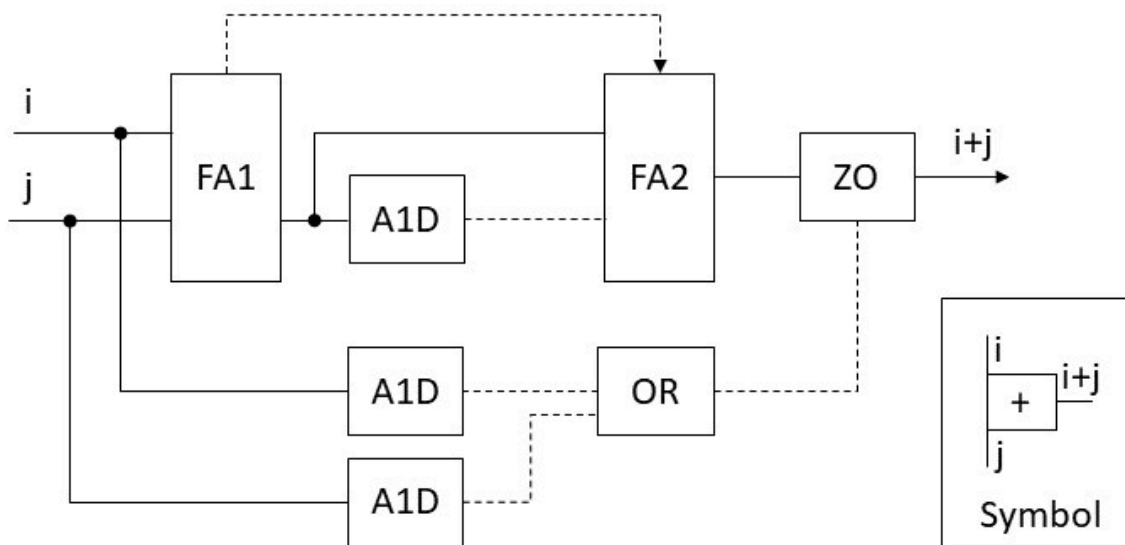 i
j
FA1
A1D
FA2
ZO
i+j
A1D
OR
A1D
i
+
i+j
j
Symbol